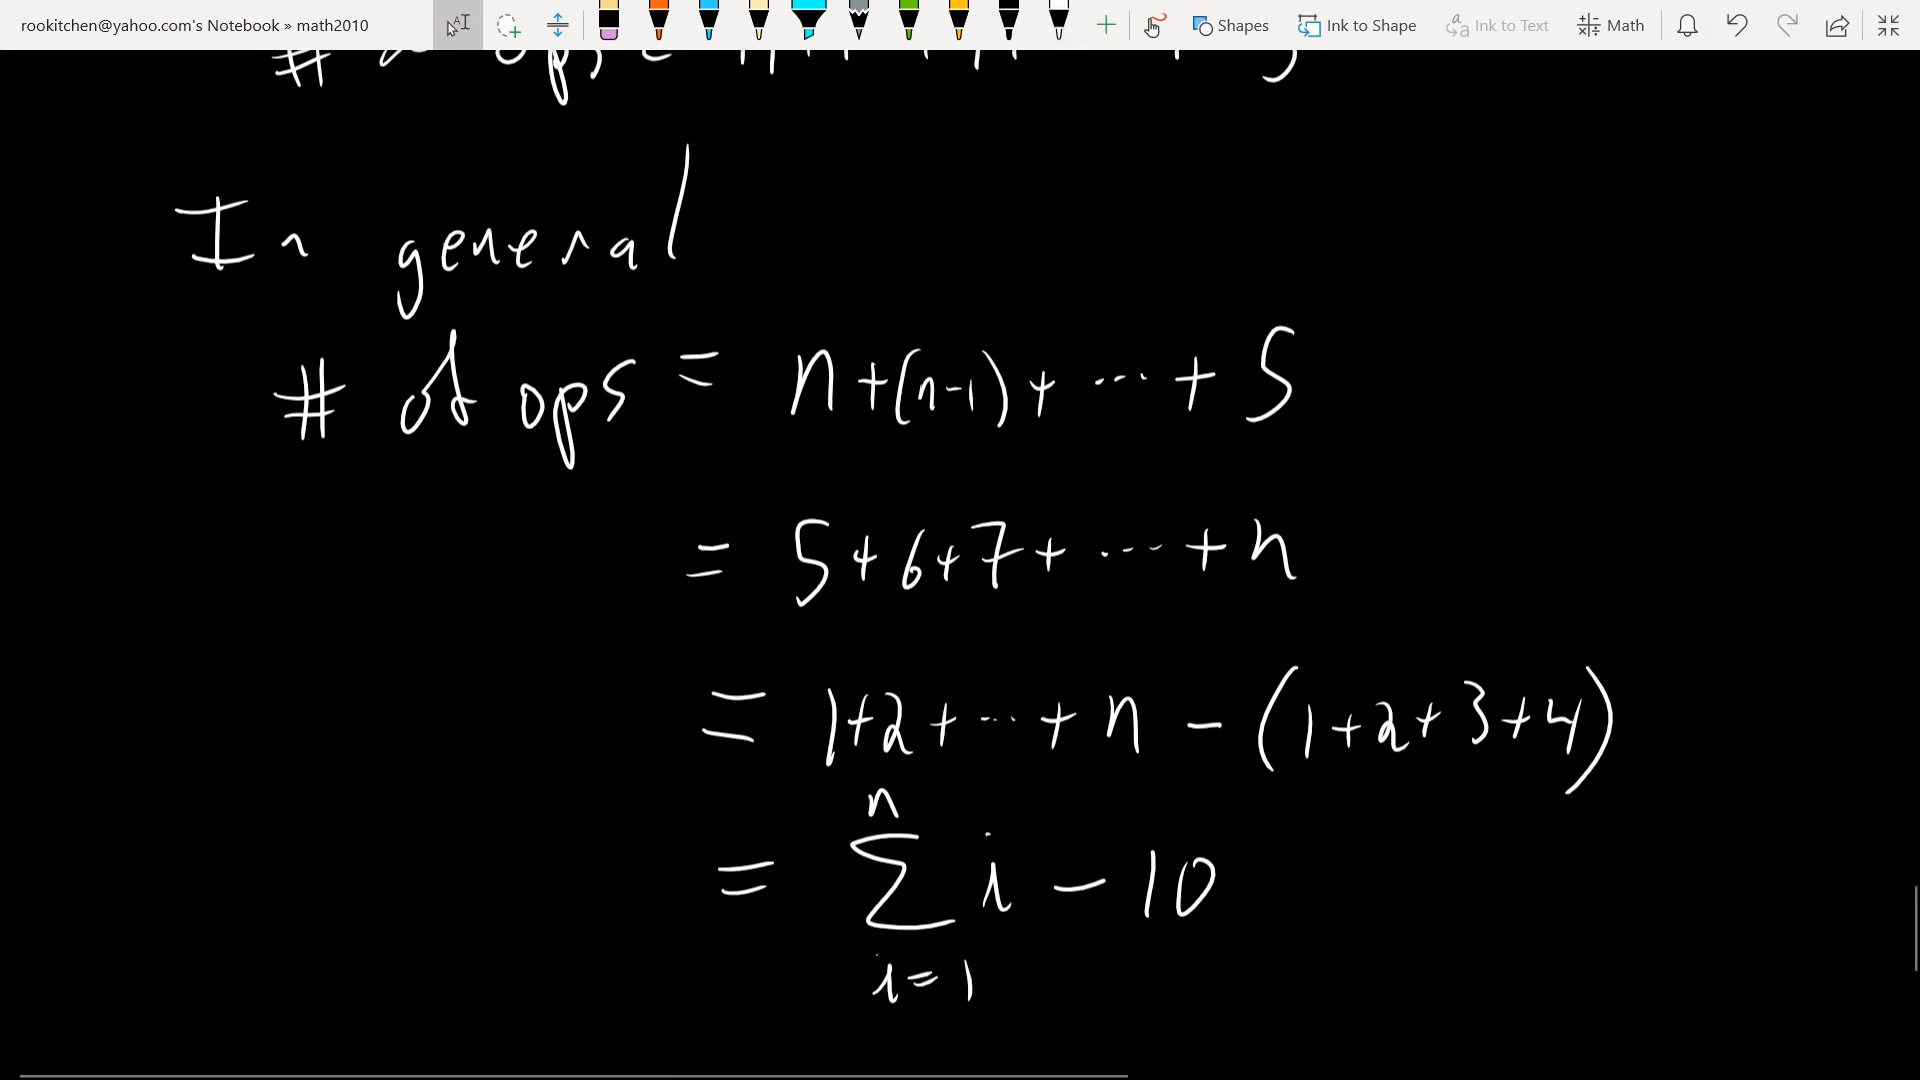 rookitchen@yahoo.com's Notebook » math2010 Shapes Ink to Shape Ink to Text Math
In general
# of ops = n+(n-1)+ ... + 5
= 5+6+7+ ... + n
= 1+2+ ... + n - (1+2+3+4)
n
= ∑ i - 10
i=1